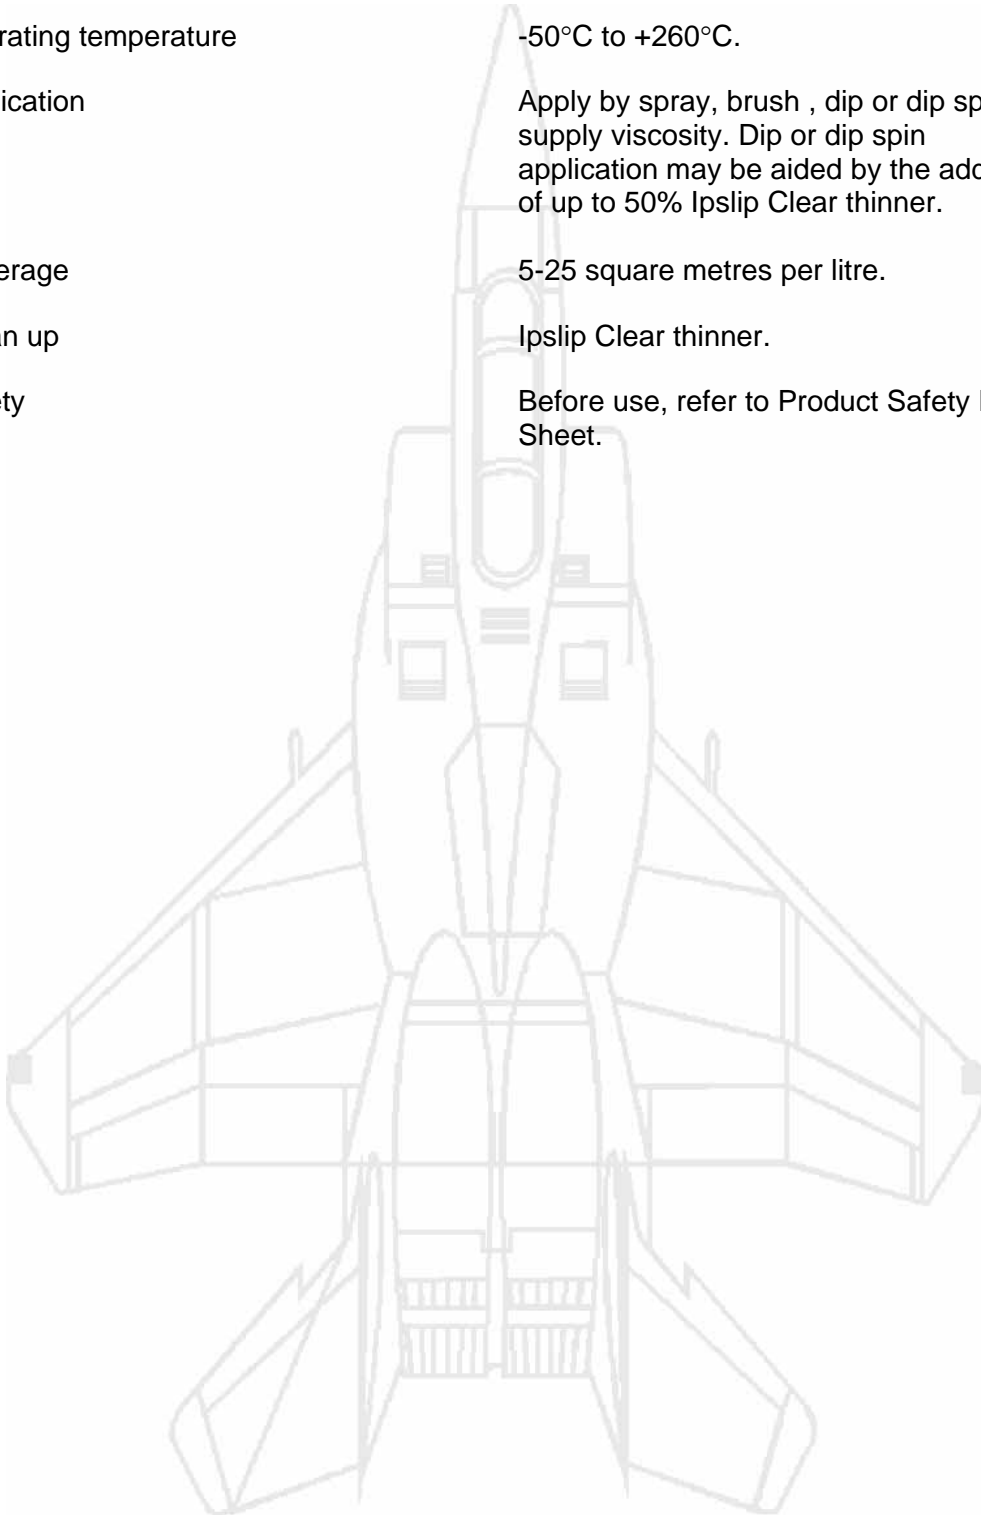 rating temperature -50°C to +260°C.
ication Apply by spray, brush , dip or dip sp
supply viscosity. Dip or dip spin
application may be aided by the add
of up to 50% Ipslip Clear thinner.
erage 5-25 square metres per litre.
an up Ipslip Clear thinner.
ety Before use, refer to Product Safety
Sheet.